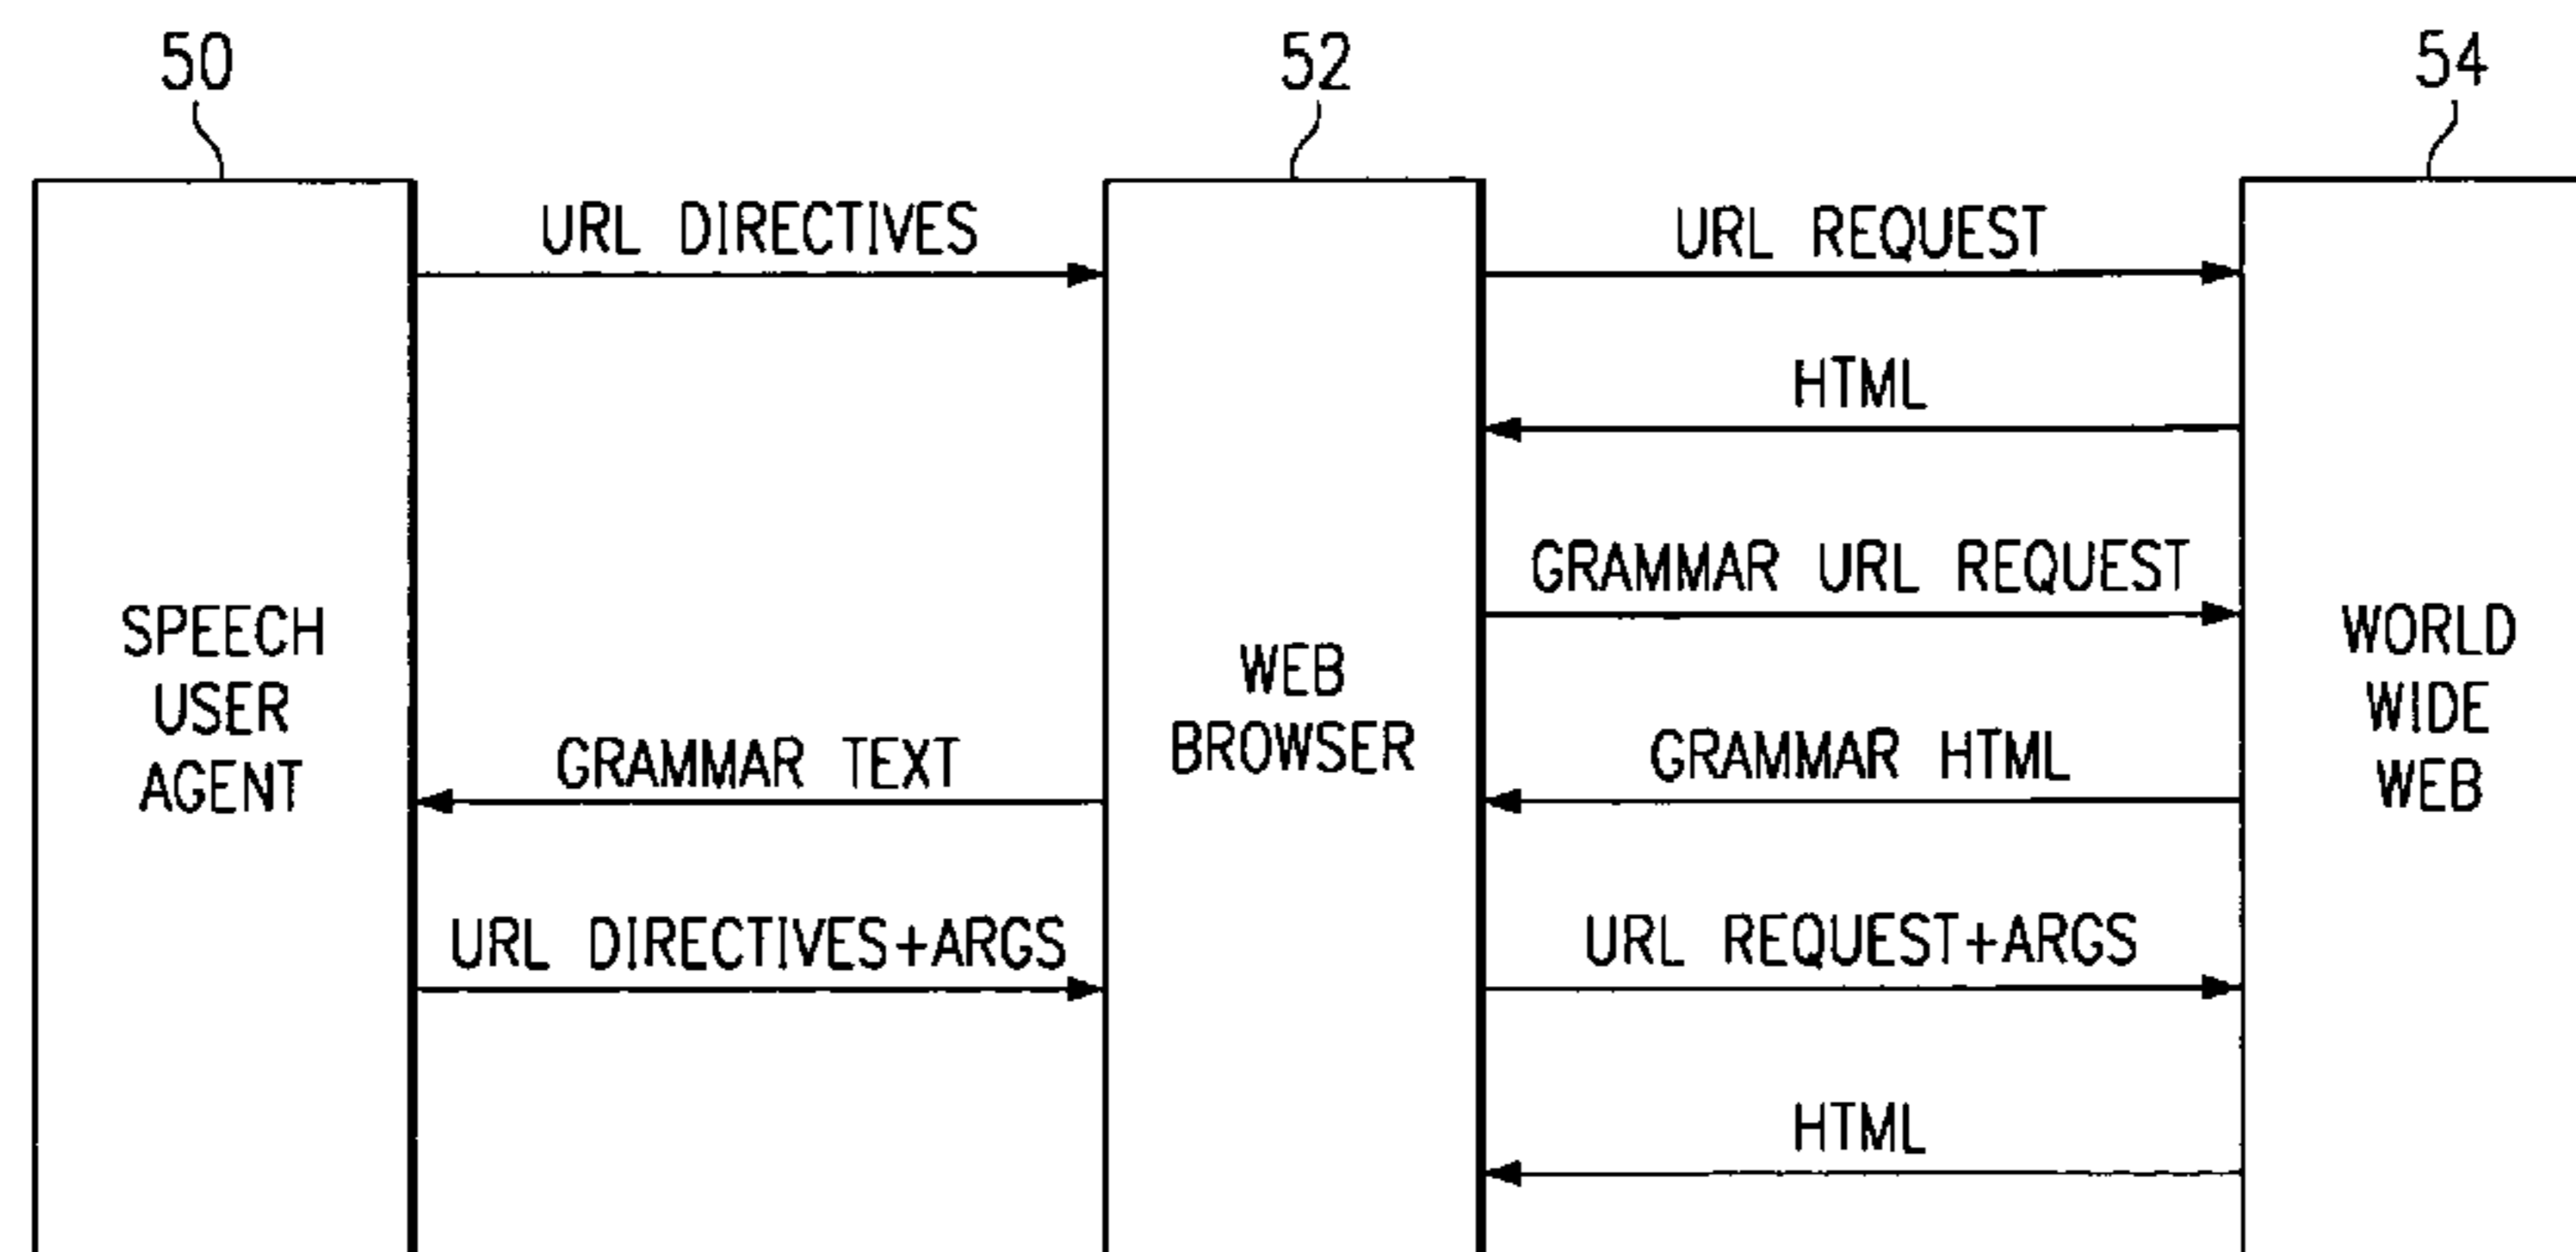 50
52
54
URL DIRECTIVES
URL REQUEST
HTML
GRAMMAR URL REQUEST
SPEECH
USER
AGENT
WEB
BROWSER
WORLD
WIDE
WEB
GRAMMAR TEXT
GRAMMAR HTML
URL DIRECTIVES+ARGS
URL REQUEST+ARGS
HTML